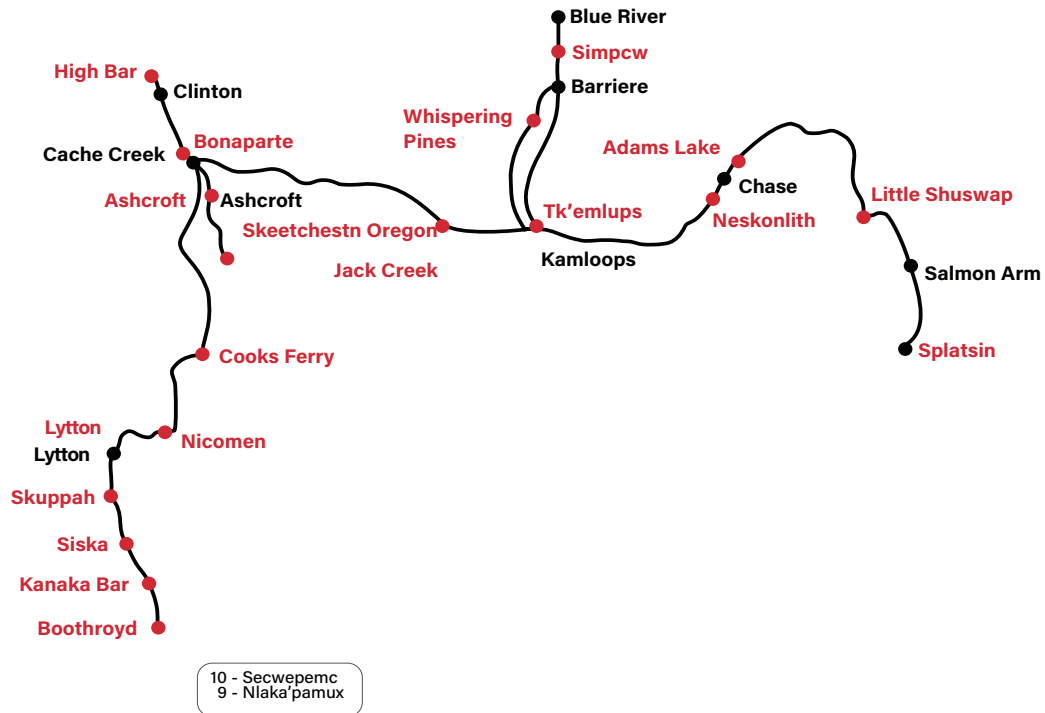 Blue River
Simpcw
High Bar
Clinton
Barriere
Whispering
Pines
Bonaparte
Cache Creek
Adams Lake
Chase
Ashcroft
Ashcroft
Little Shuswap
Neskonlith
Tk'emlups
Skeetchestn Oregon
Kamloops
Jack Creek
Salmon Arm
Splatsin
Cooks Ferry
Lytton
Nicomen
Lytton
Skuppah
Siska
Kanaka Bar
Boothroyd
10 - Secwepemc
9 - Nlaka'pamux